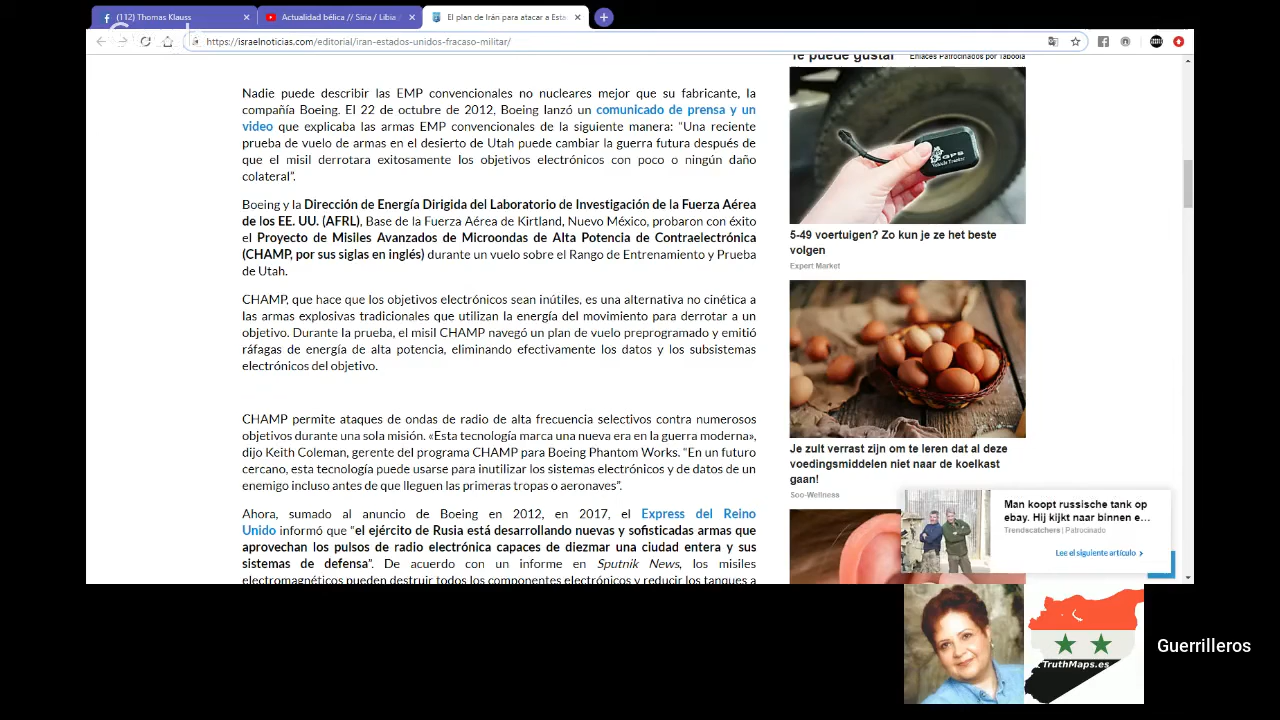 (112) Thomas Klauss
Actualidad bélica // Siria / Libia
El plan de Irán para atacar a Esta
https://israelnoticias.com/editorial/iran-estados-unidos-fracaso-militar/
Te puede gustar
Enlaces Patrocinados por Taboola
Nadie puede describir las EMP convencionales no nucleares mejor que su fabricante, la
compañía Boeing. El 22 de octubre de 2012, Boeing lanzó un comunicado de prensa y un
video que explicaba las armas EMP convencionales de la siguiente manera: “Una reciente
prueba de vuelo de armas en el desierto de Utah puede cambiar la guerra futura después de
que el misil derrotara exitosamente los objetivos electrónicos con poco o ningún daño
colateral”.
Boeing y la Dirección de Energía Dirigida del Laboratorio de Investigación de la Fuerza Aérea
de los EE. UU. (AFRL), Base de la Fuerza Aérea de Kirtland, Nuevo México, probaron con éxito
el Proyecto de Misiles Avanzados de Microondas de Alta Potencia de Contraelectrónica
(CHAMP, por sus siglas en inglés) durante un vuelo sobre el Rango de Entrenamiento y Prueba
de Utah.
CHAMP, que hace que los objetivos electrónicos sean inútiles, es una alternativa no cinética a
las armas explosivas tradicionales que utilizan la energía del movimiento para derrotar a un
objetivo. Durante la prueba, el misil CHAMP navegó un plan de vuelo preprogramado y emitió
ráfagas de energía de alta potencia, eliminando efectivamente los datos y los subsistemas
electrónicos del objetivo.
CHAMP permite ataques de ondas de radio de alta frecuencia selectivos contra numerosos
objetivos durante una sola misión. «Esta tecnología marca una nueva era en la guerra moderna»,
dijo Keith Coleman, gerente del programa CHAMP para Boeing Phantom Works. “En un futuro
cercano, esta tecnología puede usarse para inutilizar los sistemas electrónicos y de datos de un
enemigo incluso antes de que lleguen las primeras tropas o aeronaves”.
Ahora, sumado al anuncio de Boeing en 2012, en 2017, el Express del Reino
Unido informó que “el ejército de Rusia está desarrollando nuevas y sofisticadas armas que
aprovechan los pulsos de radio electrónica capaces de diezmar una ciudad entera y sus
sistemas de defensa”. De acuerdo con un informe en Sputnik News, los misiles
electromagnéticos pueden destruir todos los componentes electrónicos y reducir los tanques a
GPS
Vehicle Tracker
5-49 voertuigen? Zo kun je ze het beste
volgen
Expert Market
Je zult verrast zijn om te leren dat al deze
voedingsmiddelen niet naar de koelkast
gaan!
Soo-Wellness
Man koopt russische tank op
ebay. Hij kijkt naar binnen e...
Trendscatchers | Patrocinado
Lee el siguiente artículo >
TruthMaps.es
Guerrilleros